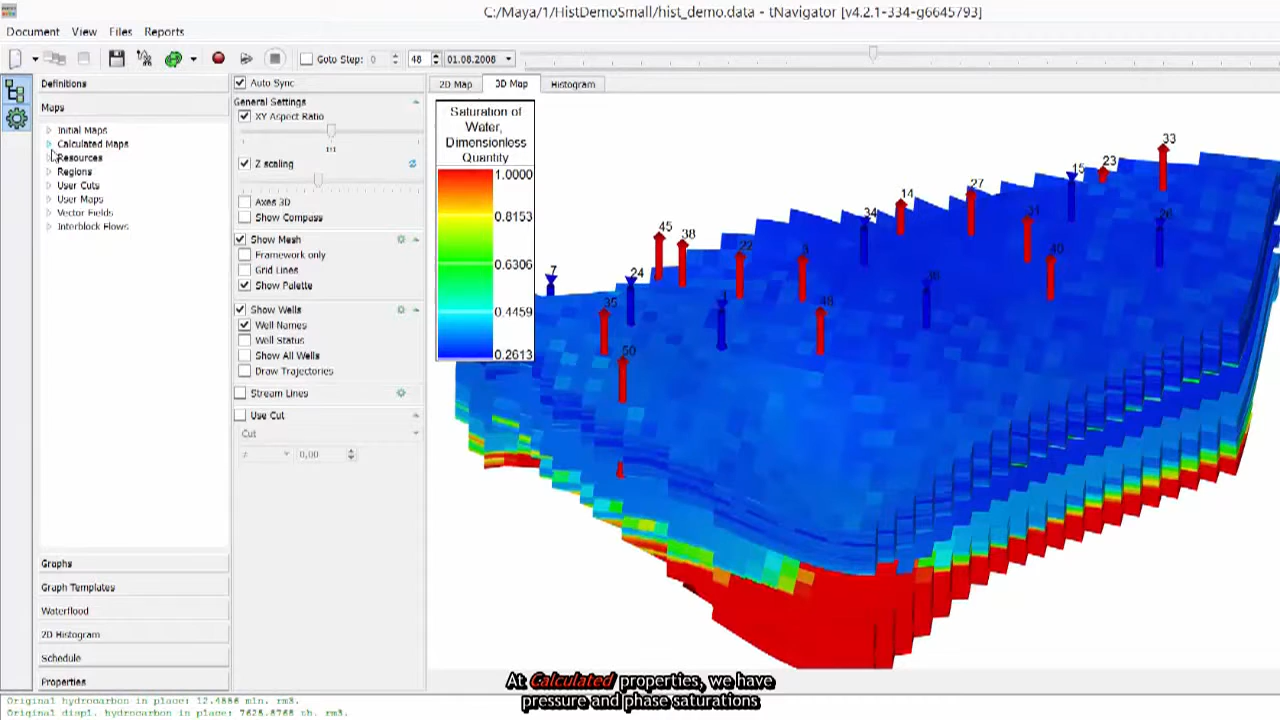 C:/Maya/1/HistDemoSmall/hist_demo.data - tNavigator [v4.2.1-334-g6645793]
Document View Files Reports
Goto Step: 0 48 01.08.2008
Definitions
Maps
Initial Maps
Calculated Maps
Resources
Regions
User Cuts
User Maps
Vector Fields
Interblock Flows
Graphs
Graph Templates
Waterflood
2D Histogram
Schedule
Properties
Auto Sync
General Settings
XY Aspect Ratio
1:1
Z scaling
Axes 3D
Show Compass
Show Mesh
Framework only
Grid Lines
Show Palette
Show Wells
Well Names
Well Status
Show All Wells
Draw Trajectories
Stream Lines
Use Cut
Cut
z 0,00
2D Map 3D Map Histogram
Saturation of
Water,
Dimensionless
Quantity
1.0000
0.8153
0.6306
0.4459
0.2613
33
23
15
27
14
34
26
45
38
22
40
7
24
35
48
50
At Calculated properties, we have
pressure and phase saturations
Original hydrocarbon in place: 12.4886 mln. rm3.